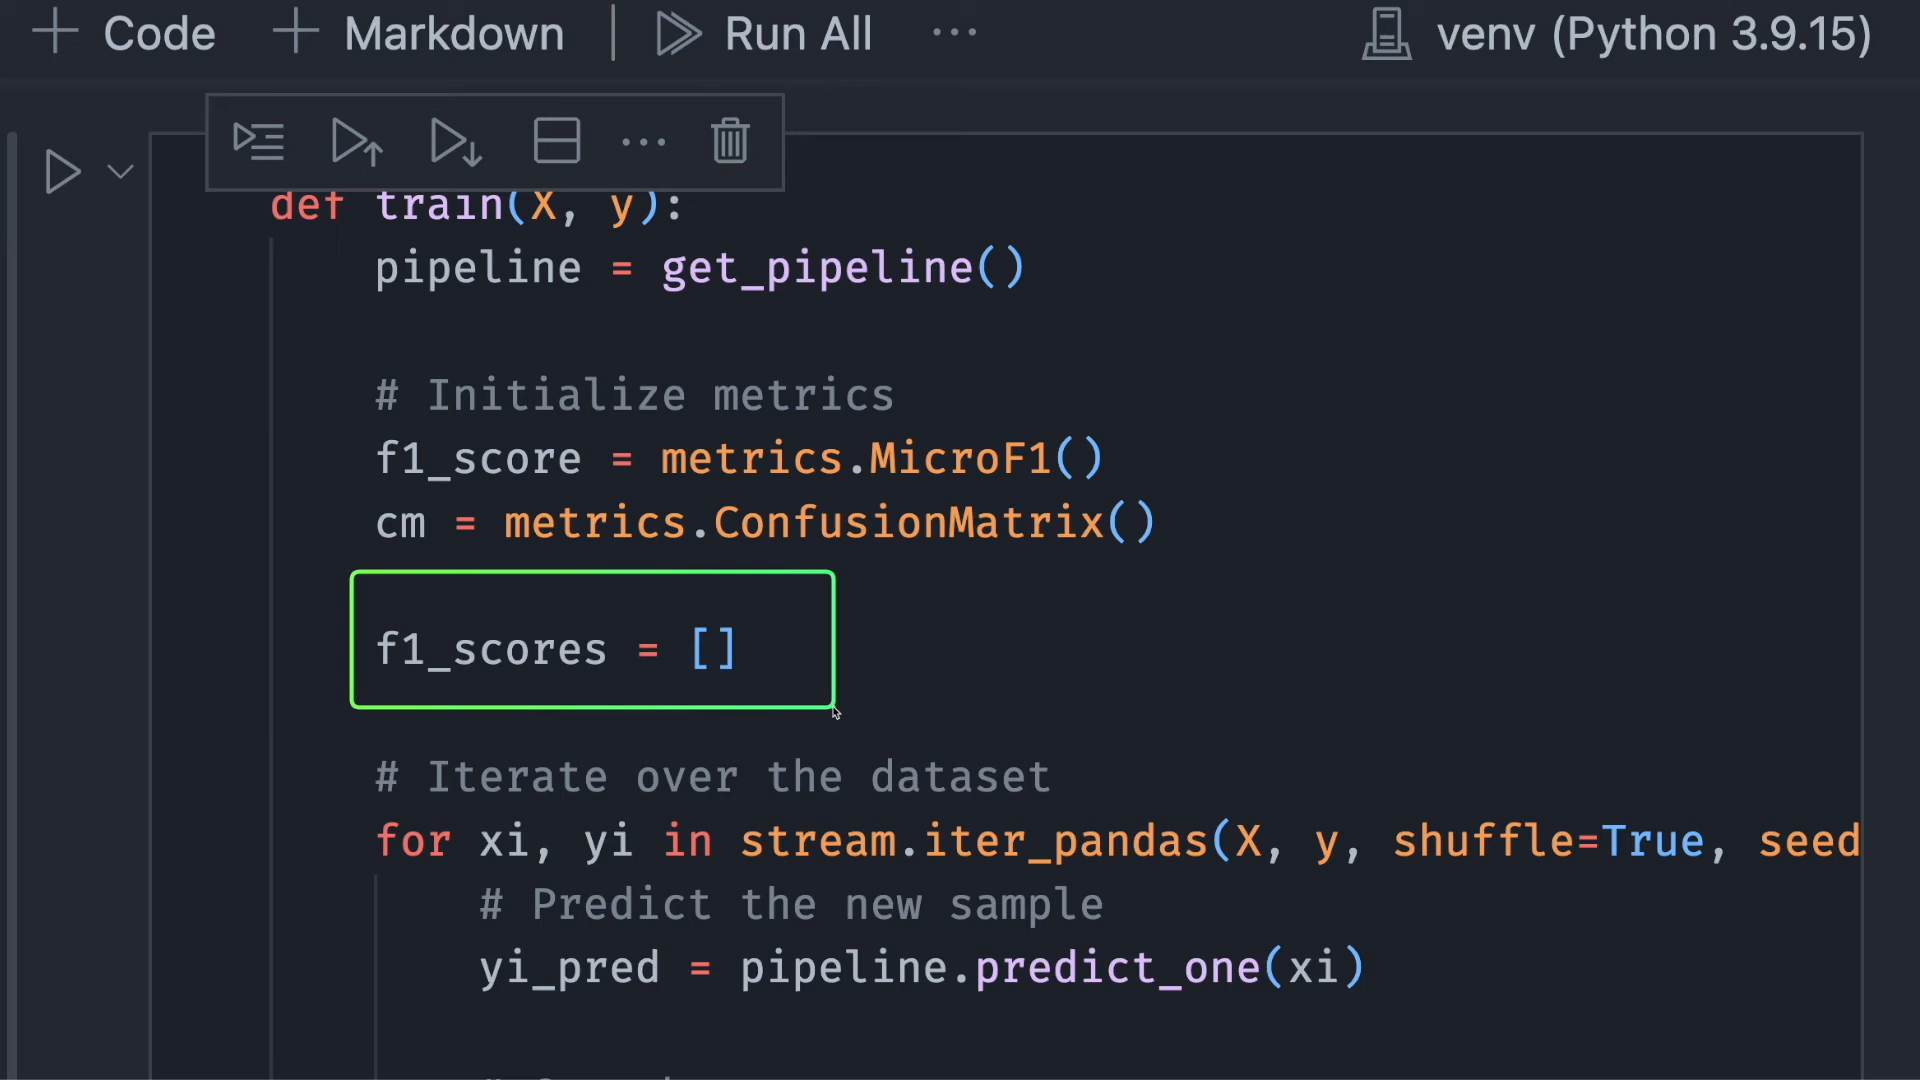 Code Markdown Run All ... venv (Python 3.9.15)
def train(X, y):
pipeline = get_pipeline()
# Initialize metrics
f1_score = metrics.MicroF1()
cm = metrics.ConfusionMatrix()
f1_scores = []
# Iterate over the dataset
for xi, yi in stream.iter_pandas(X, y, shuffle=True, seed
# Predict the new sample
yi_pred = pipeline.predict_one(xi)